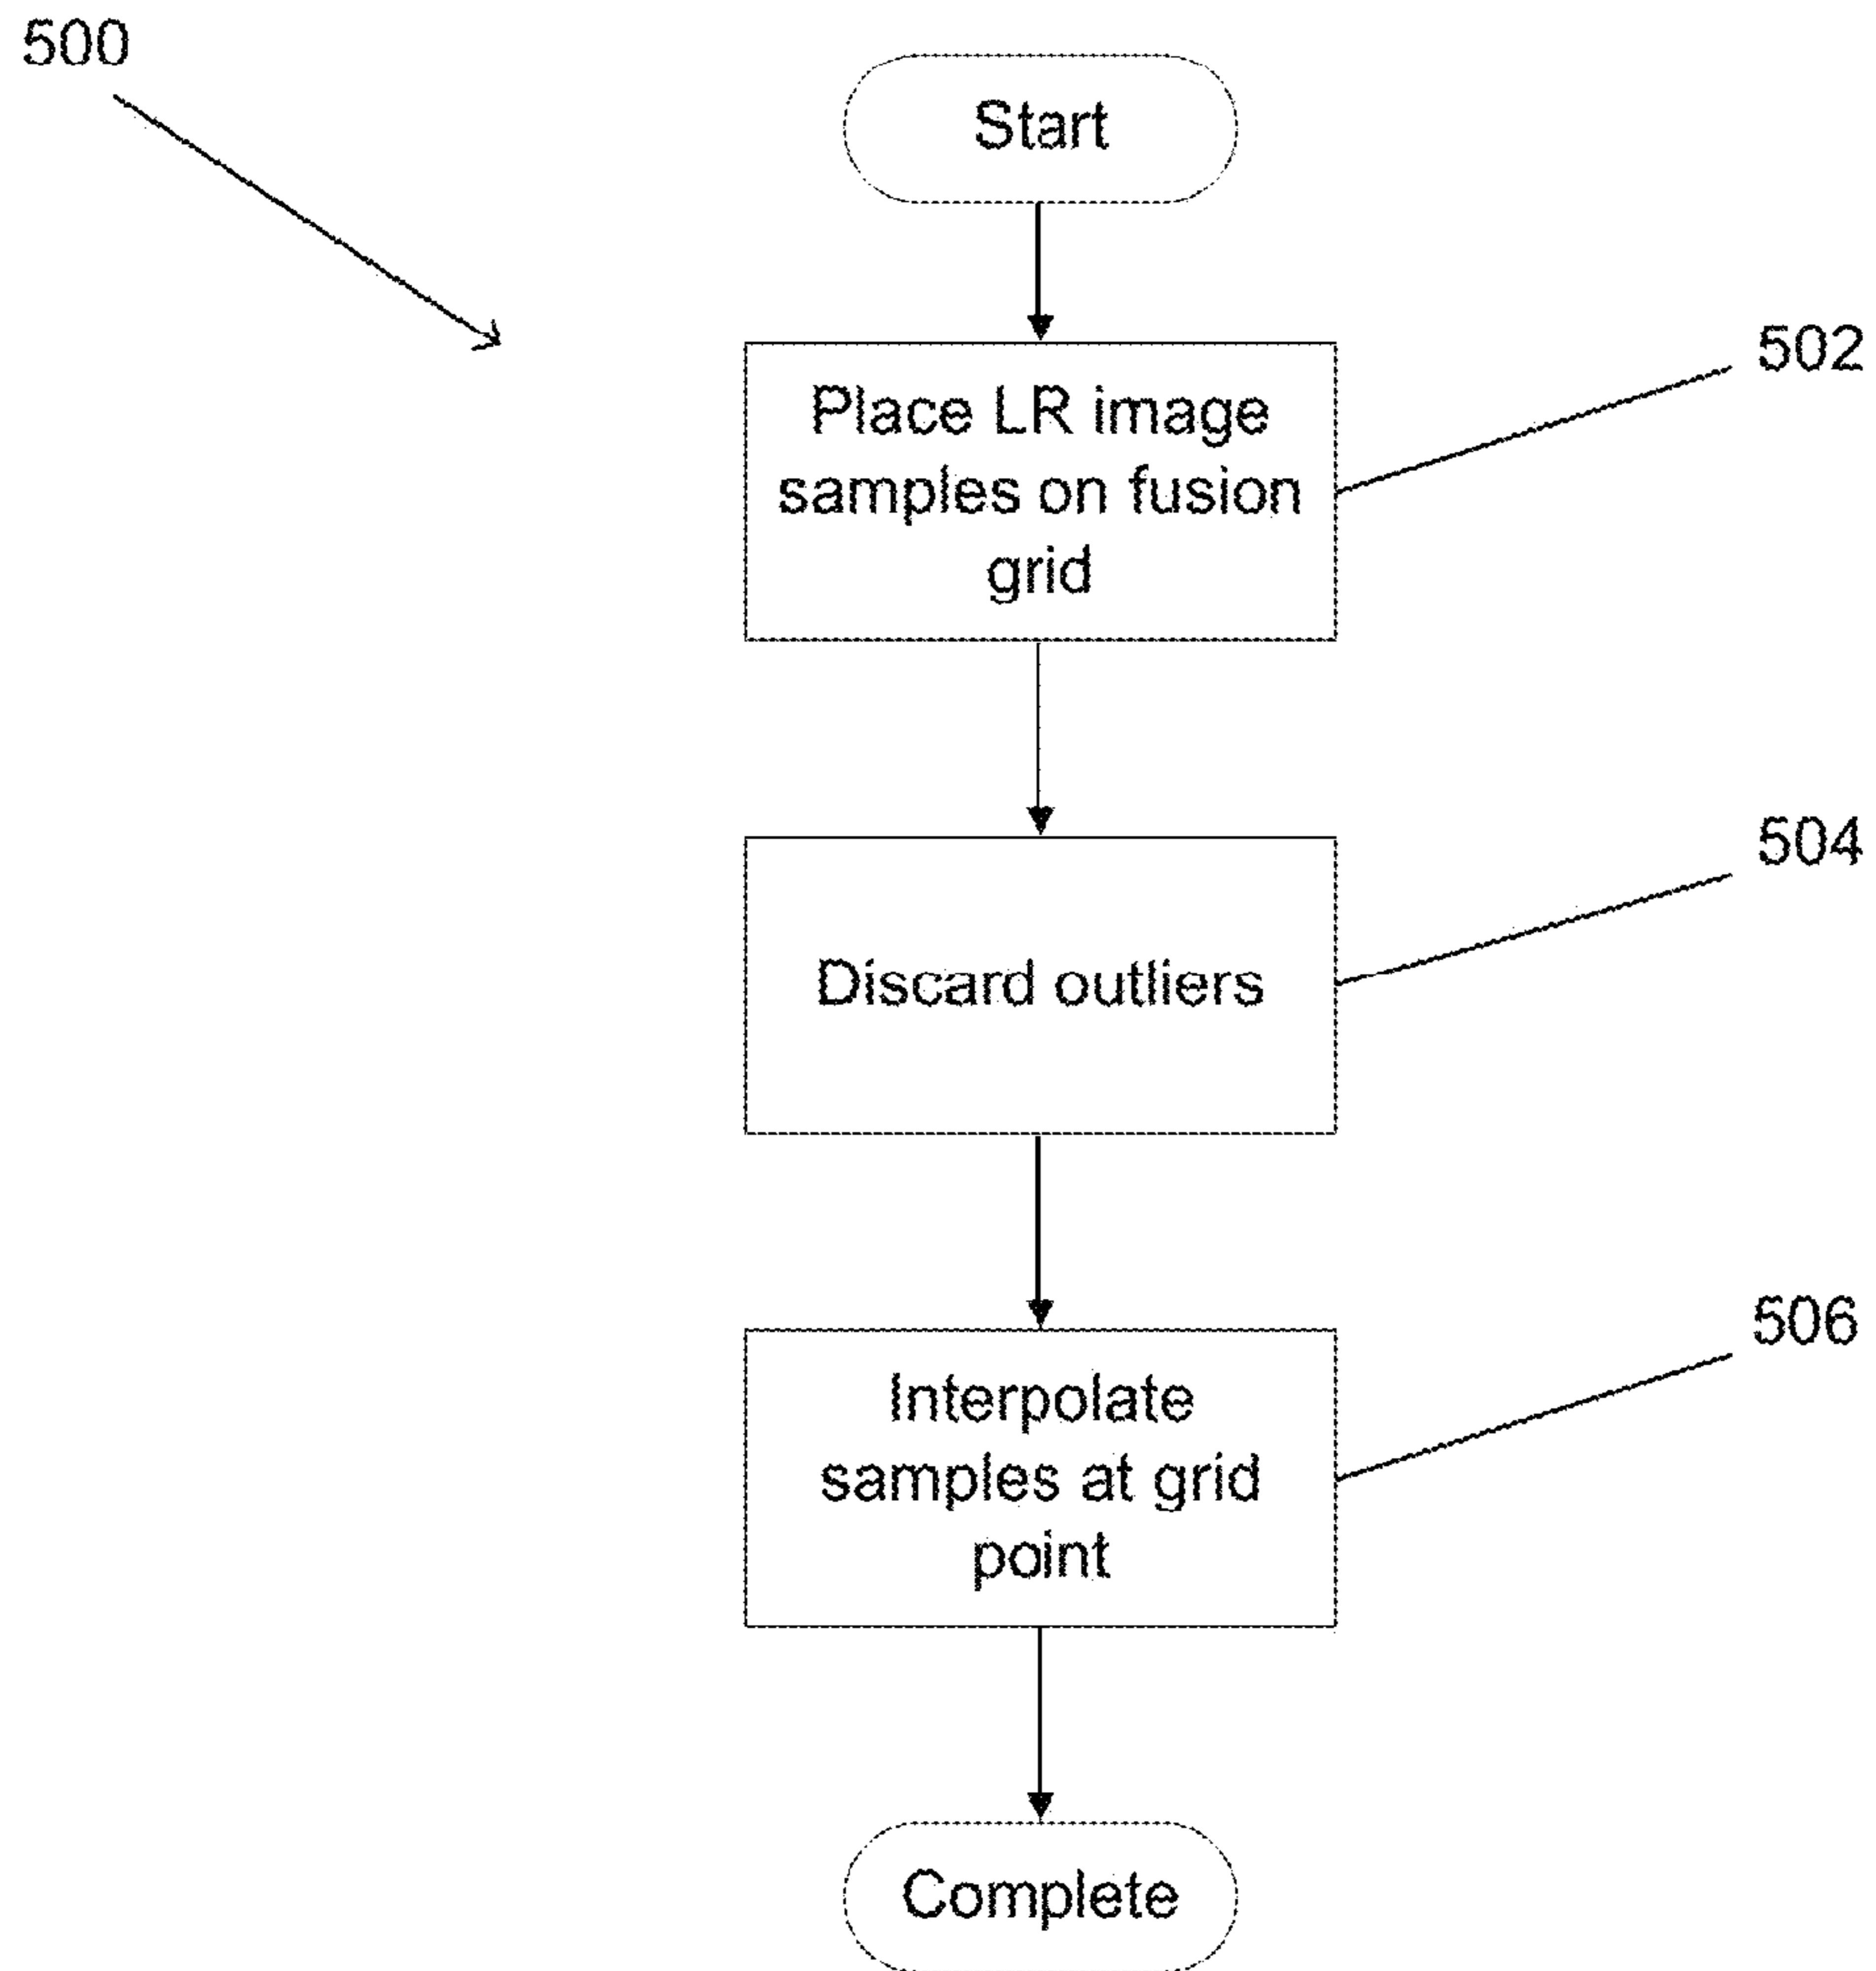 500
Start
Place LR image
samples on fusion
grid
502
Discard outliers
504
Interpolate
samples at grid
point
506
Complete